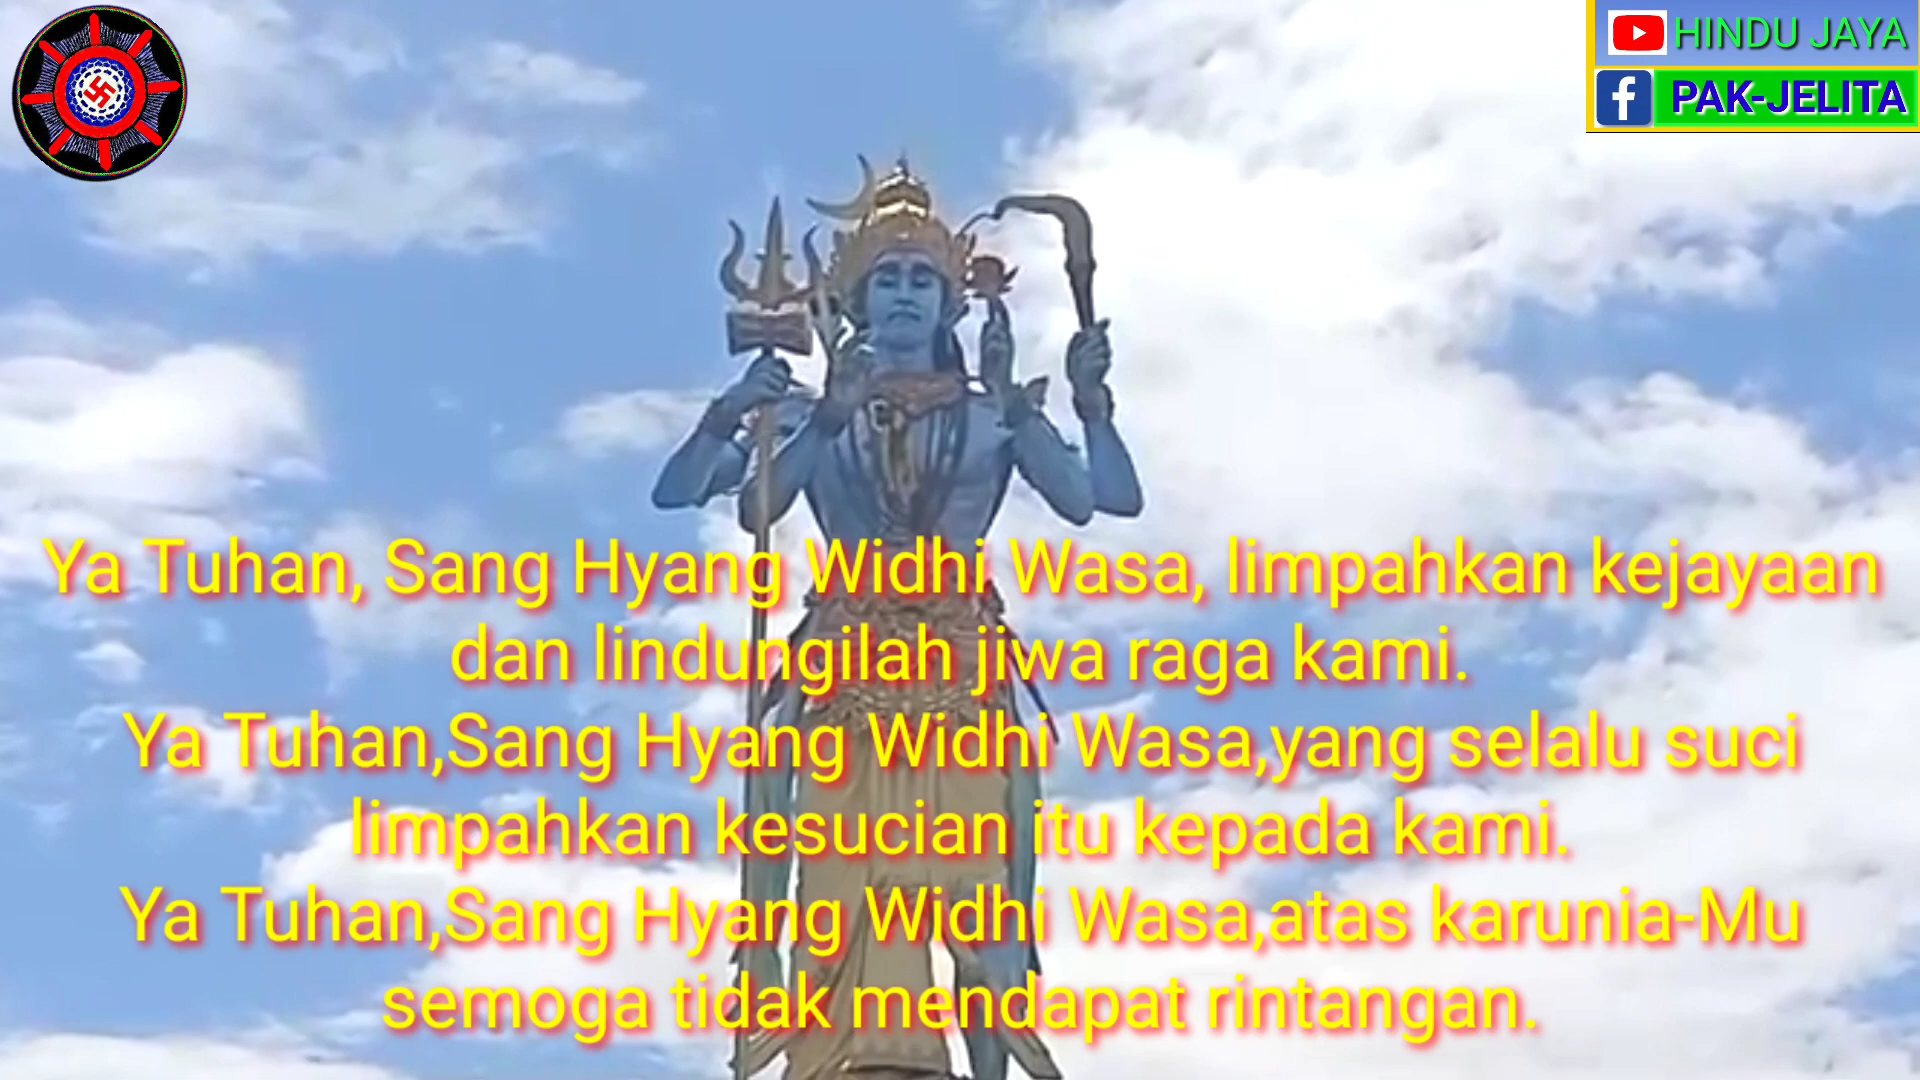 HINDU JAYA
PAK-JELITA
Ya Tuhan, Sang Hyang Widhi Wasa, limpahkan kejayaan
dan lindungilah jiwa raga kami.
Ya Tuhan,Sang Hyang Widhi Wasa,yang selalu suci
limpahkan kesucian itu kepada kami.
Ya Tuhan,Sang Hyang Widhi Wasa,atas karunia-Mu
semoga tidak mendapat rintangan.